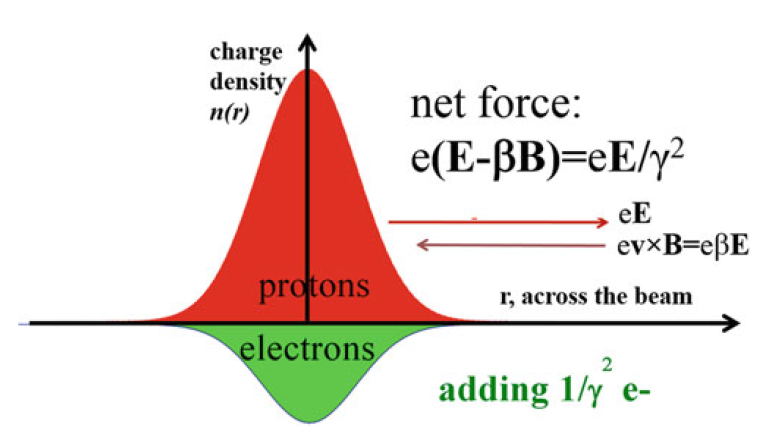 charge
density
n(r)
net force:
e(E-βB)=eE/γ²
eE
ev×B=eβE
protons
r, across the beam
electrons
adding 1/γ² e-